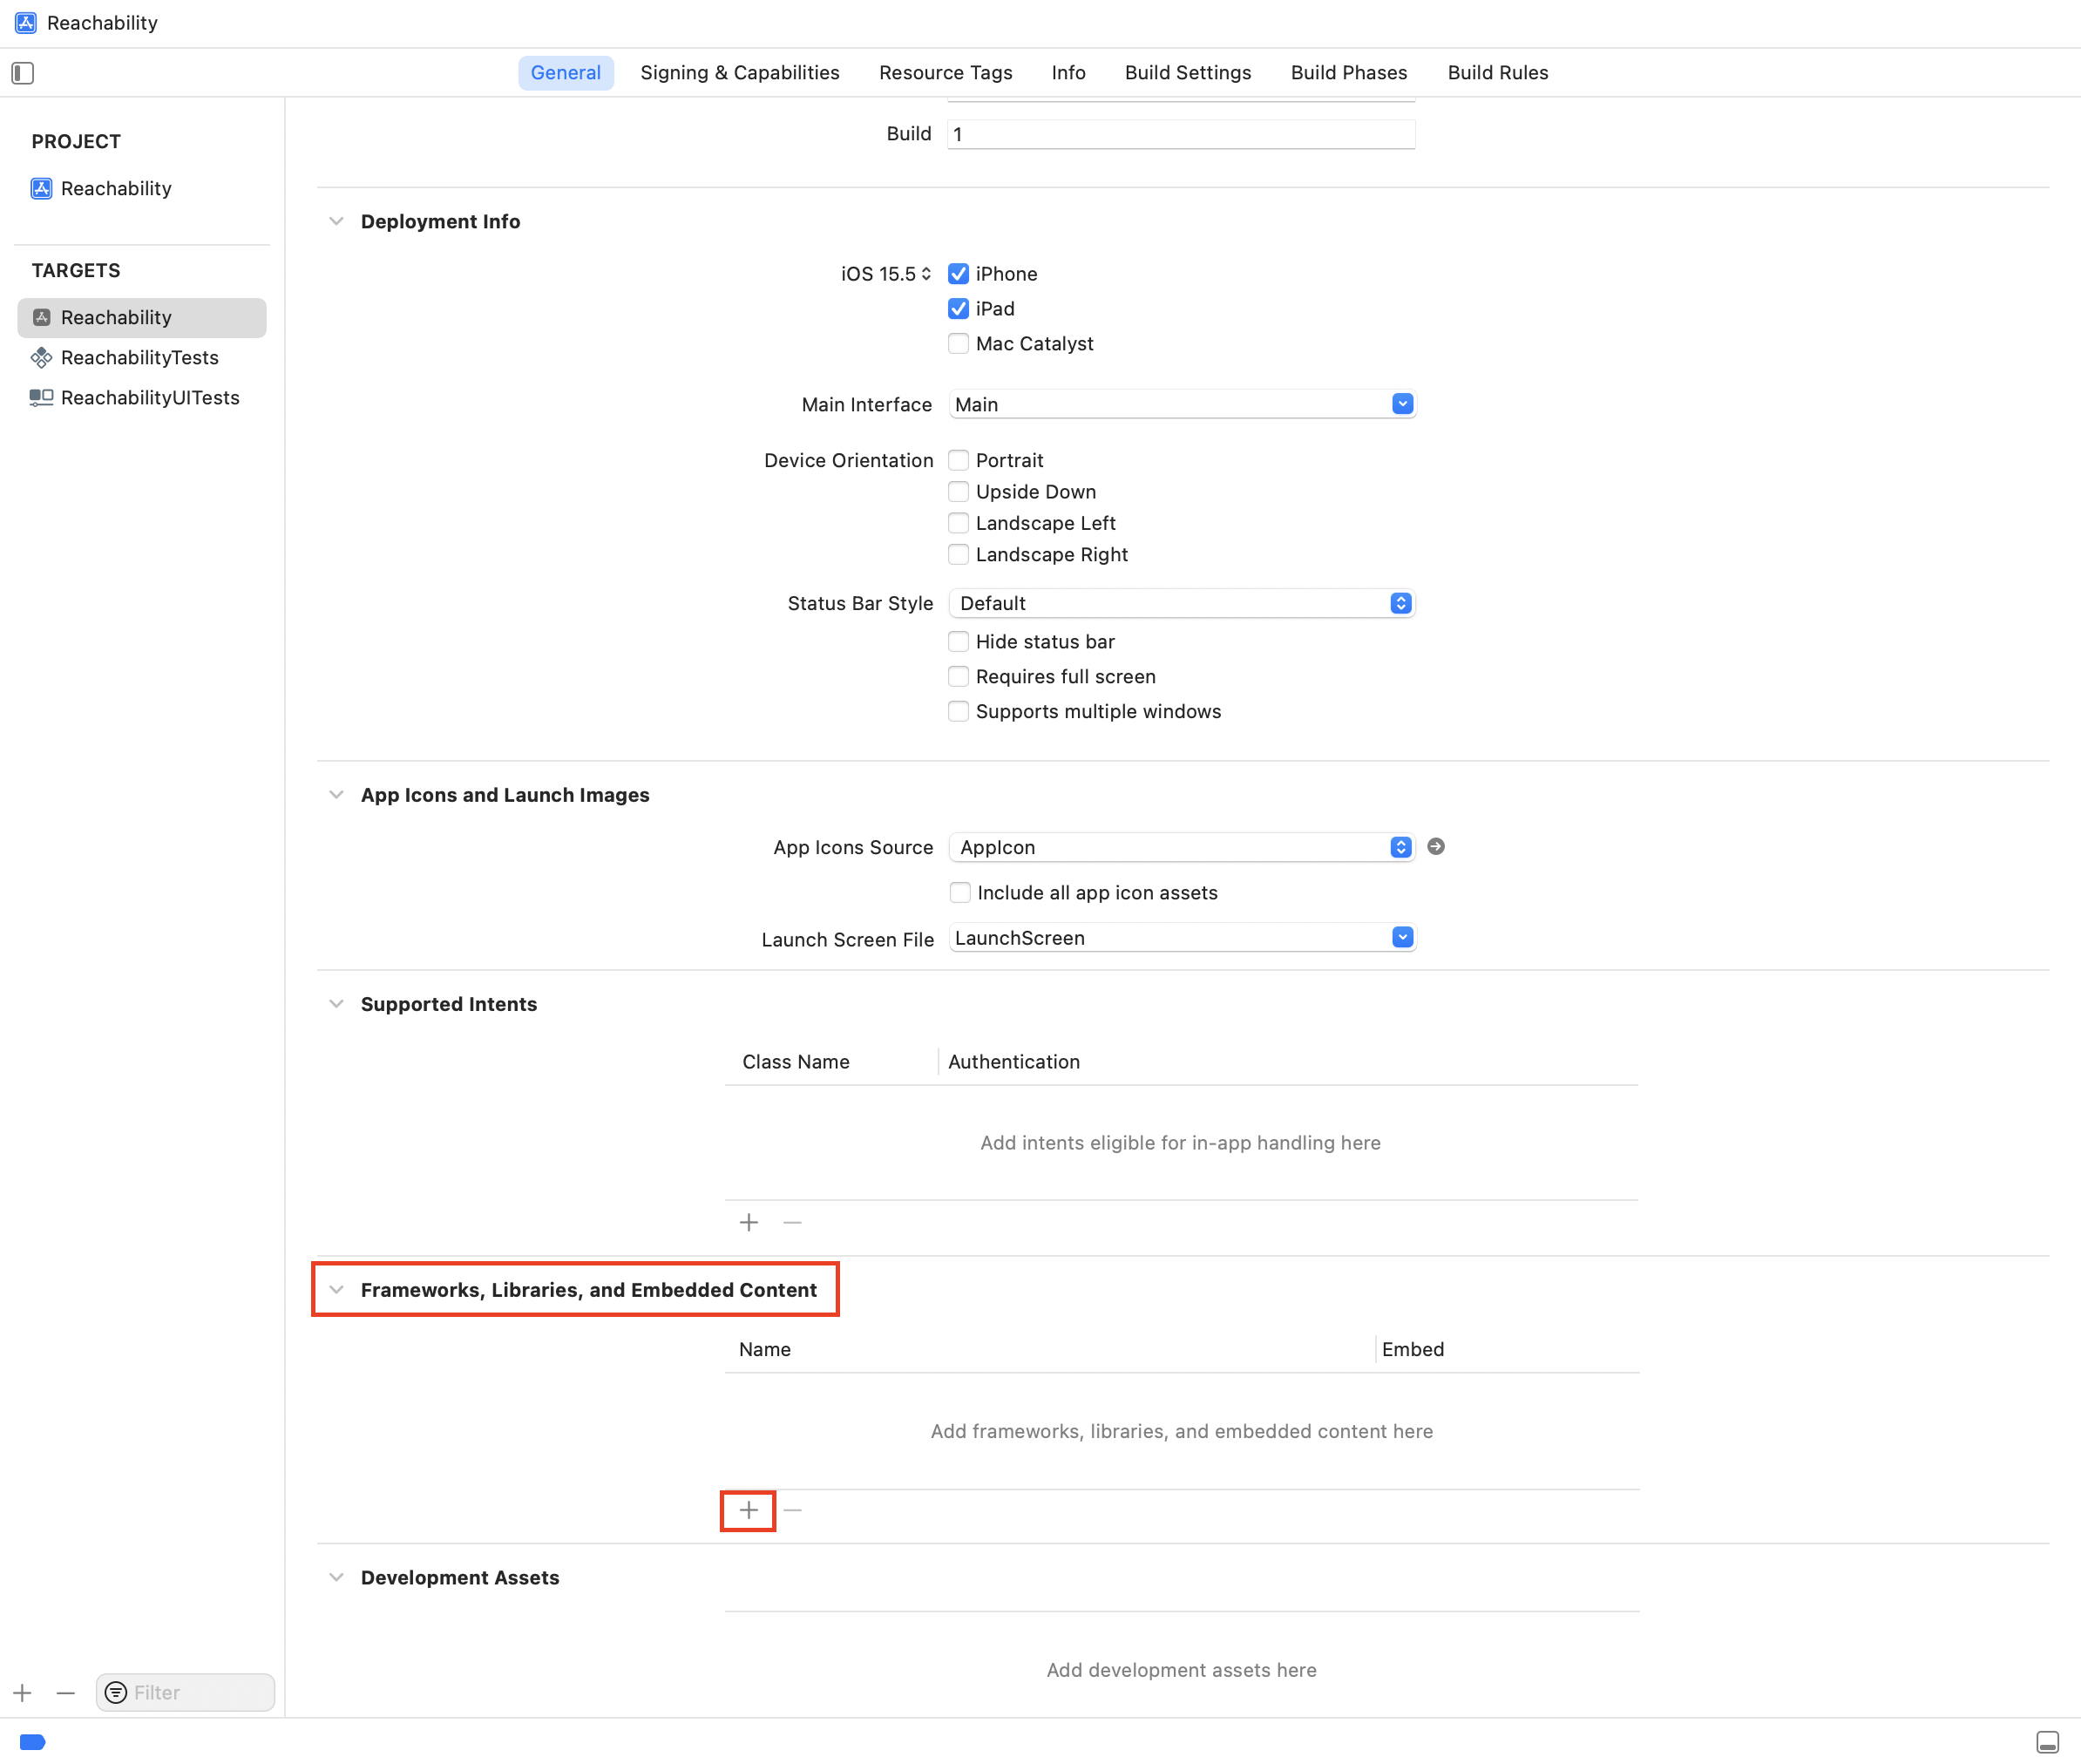 Reachability
General Signing & Capabilities Resource Tags Info Build Settings Build Phases Build Rules
PROJECT
Reachability
TARGETS
Reachability
ReachabilityTests
ReachabilityUITests
Build 1
Deployment Info
iOS 15.5 iPhone
iPad
Mac Catalyst
Main Interface Main
Device Orientation Portrait
Upside Down
Landscape Left
Landscape Right
Status Bar Style Default
Hide status bar
Requires full screen
Supports multiple windows
App Icons and Launch Images
App Icons Source AppIcon
Include all app icon assets
Launch Screen File LaunchScreen
Supported Intents
Class Name Authentication
Add intents eligible for in-app handling here
Frameworks, Libraries, and Embedded Content
Name Embed
Add frameworks, libraries, and embedded content here
Development Assets
Add development assets here
Filter